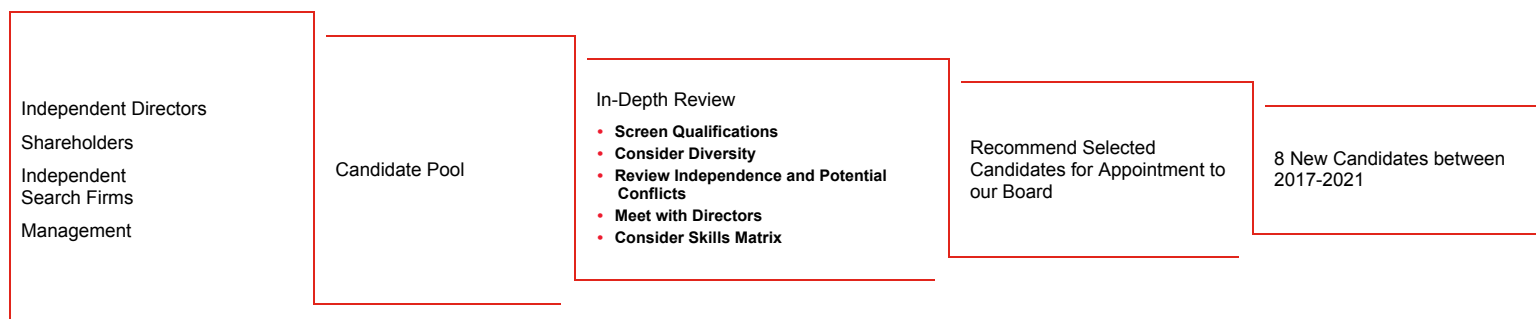 Independent Directors
Shareholders
Independent
Search Firms
Management
Candidate Pool
In-Depth Review
• Screen Qualifications
• Consider Diversity
• Review Independence and Potential
Conflicts
• Meet with Directors
• Consider Skills Matrix
Recommend Selected
Candidates for Appointment to
our Board
8 New Candidates between
2017-2021